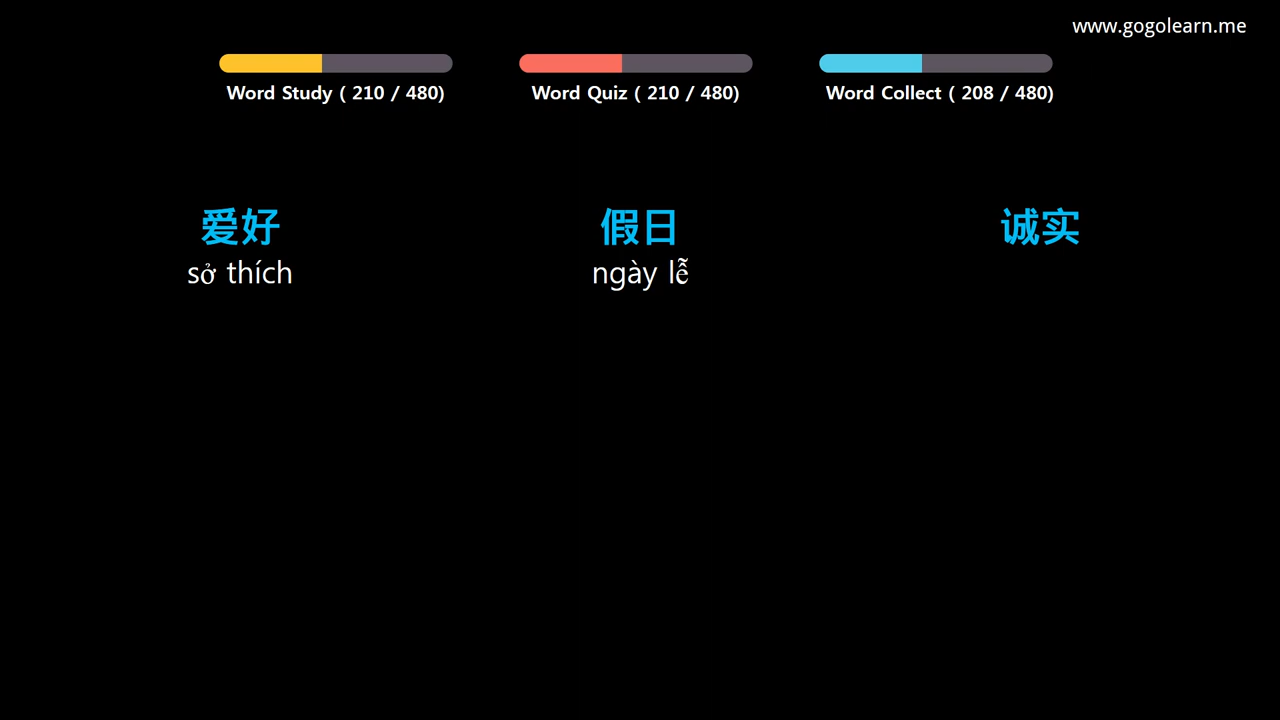 www.gogolearn.me
Word Study ( 210 / 480)
Word Quiz ( 210 / 480)
Word Collect ( 208 / 480)
爱好
sở thích
假日
ngày lễ
诚实